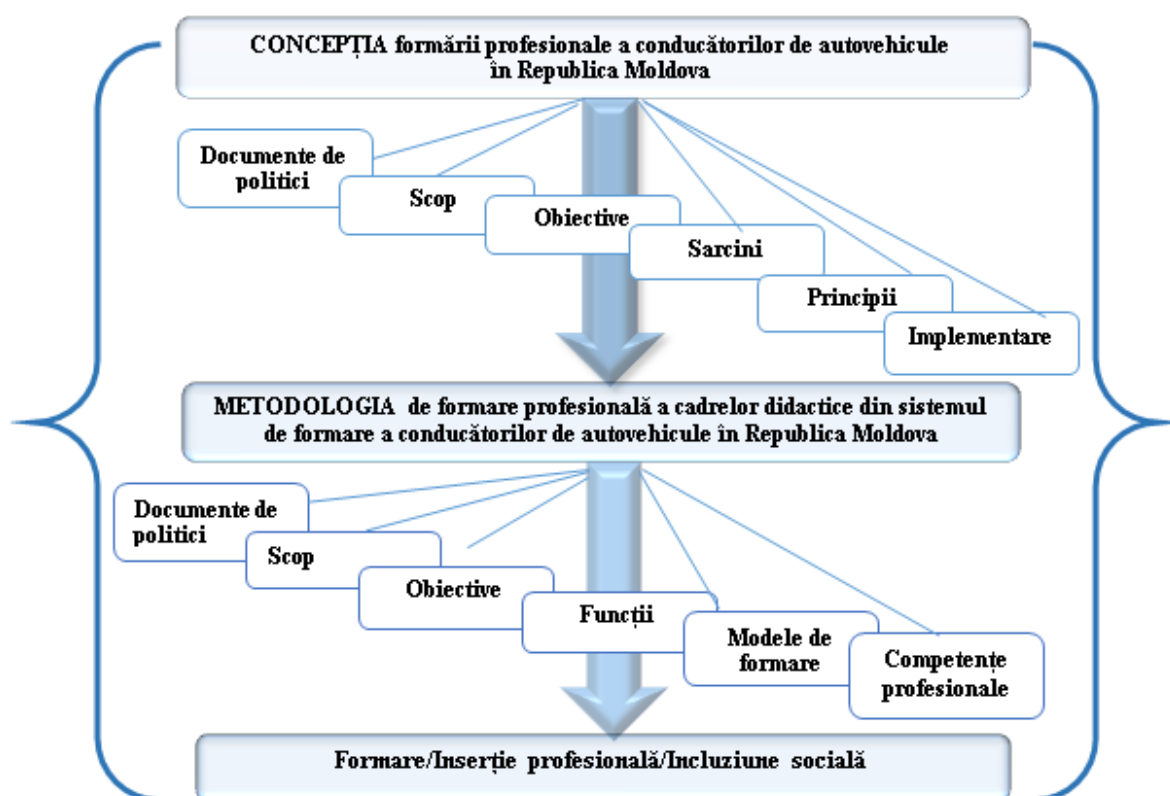 CONCEPȚIA formării profesionale a conducătorilor de autovehicule
în Republica Moldova
Documente de
politici
Scop
Obiective
Sarcini
Principii
Implementare
METODOLOGIA de formare profesională a cadrelor didactice din sistemul
de formare a conducătorilor de autovehicule în Republica Moldova
Documente de
politici
Scop
Obiective
Funcții
Modele de
formare
Competențe
profesionale
Formare/Inserție profesională/Incluziune socială